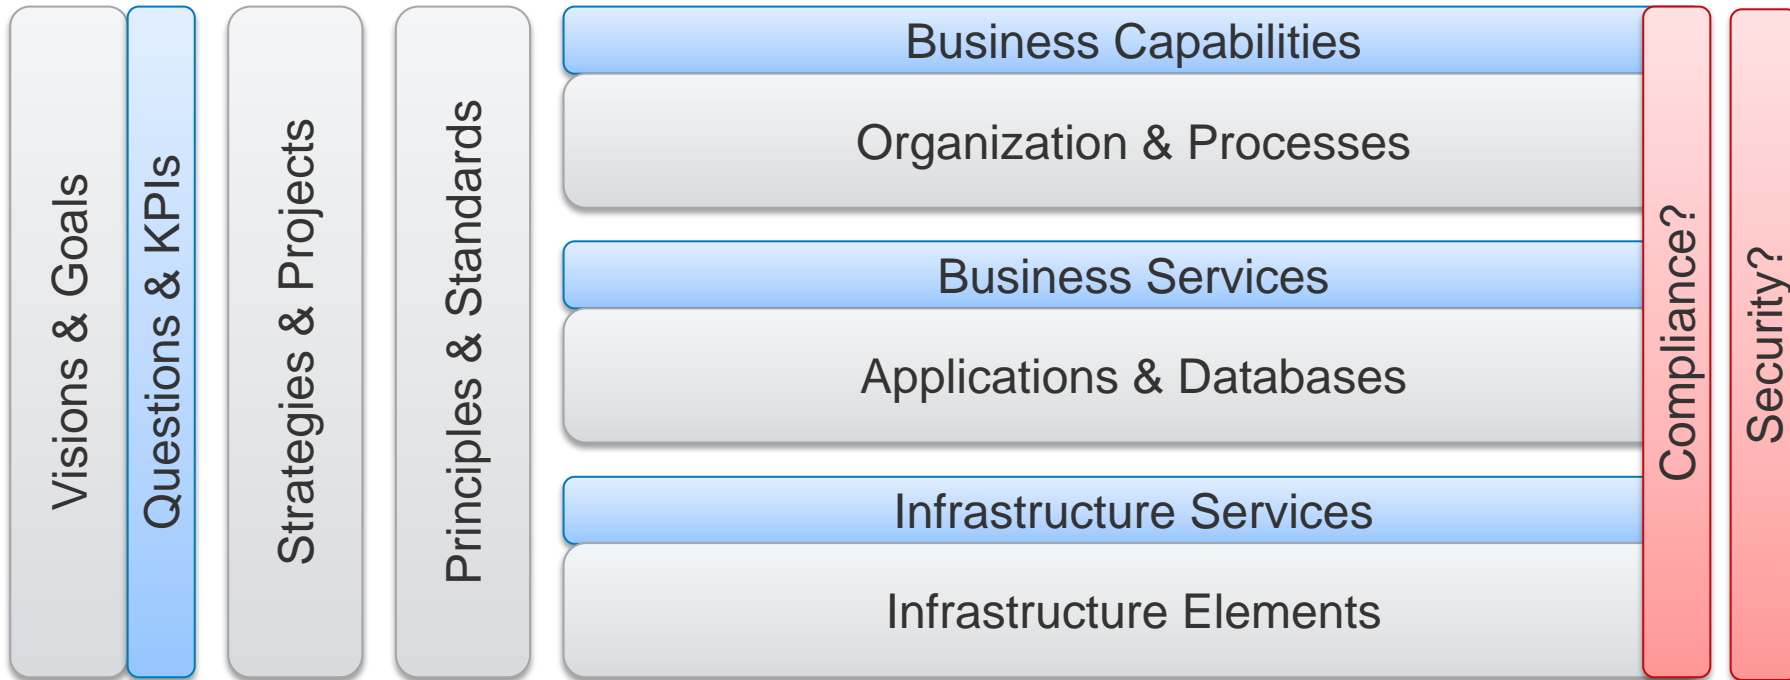 Visions & Goals
Questions & KPIs
Strategies & Projects
Principles & Standards
Business Capabilities
Organization & Processes
Business Services
Applications & Databases
Infrastructure Services
Infrastructure Elements
Compliance?
Security?